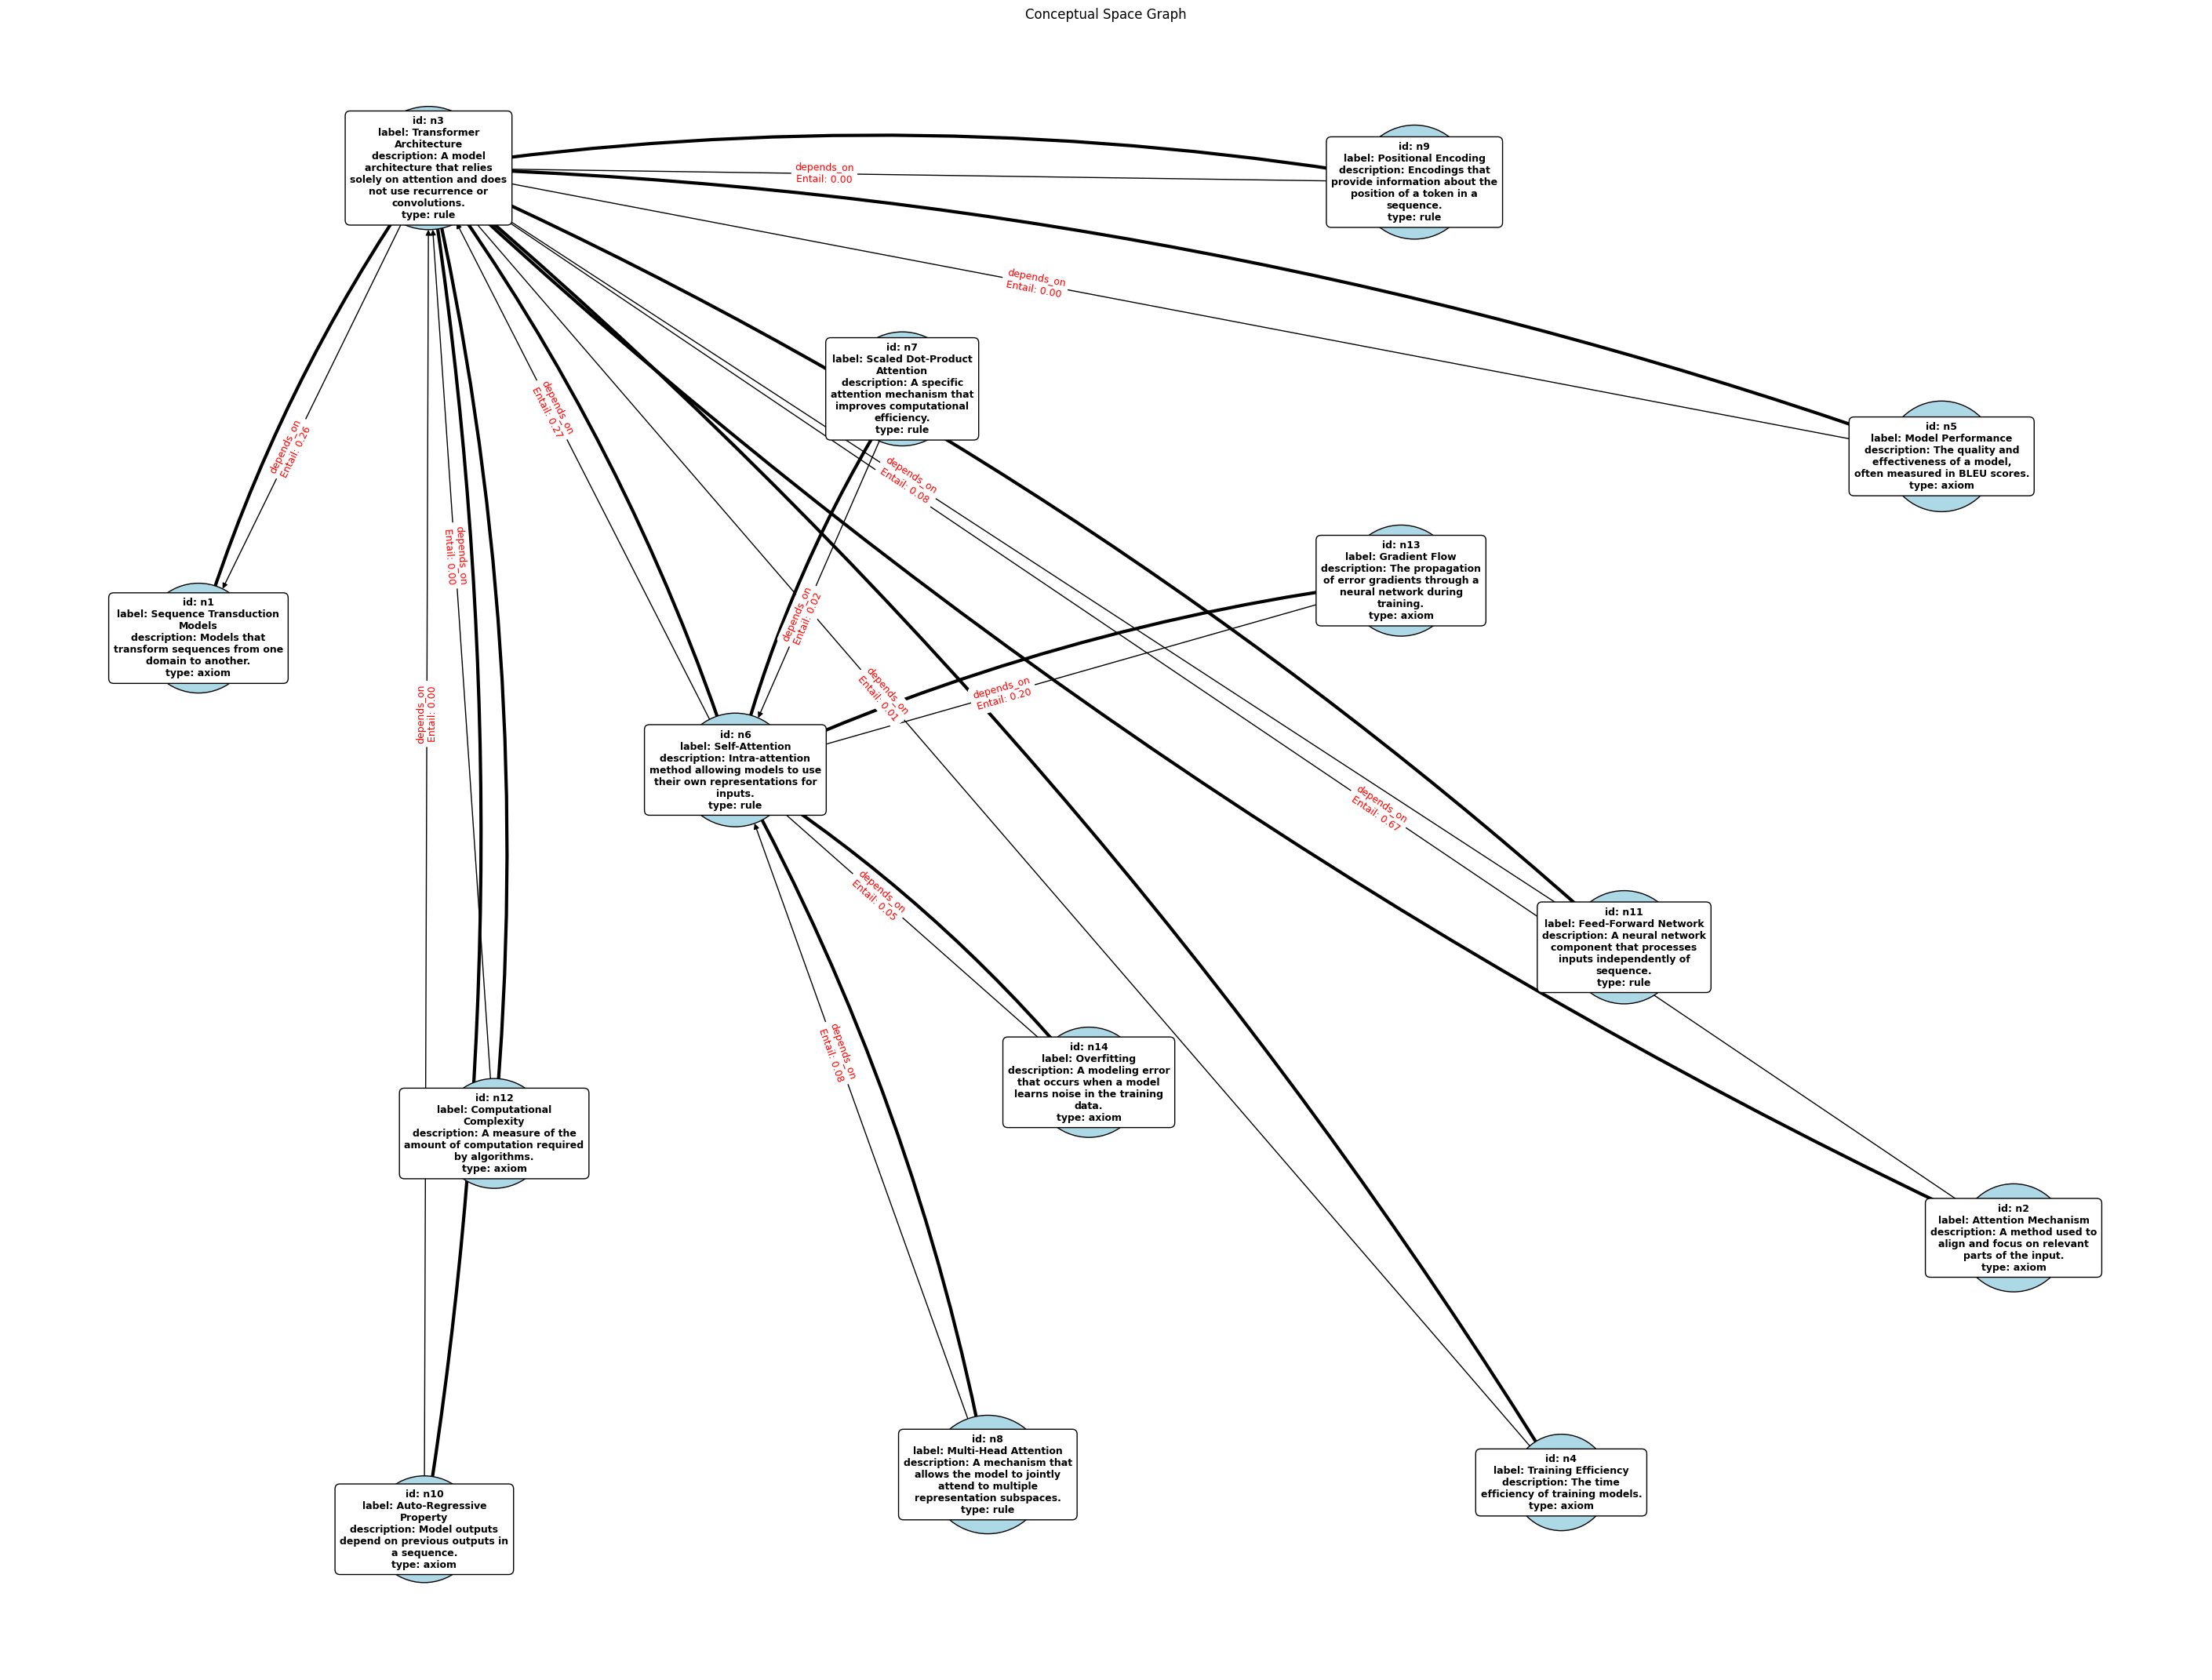 Conceptual Space Graph
id: n3
label: Transformer
Architecture
description: A model
architecture that relies
solely on attention and does
not use recurrence or
convolutions.
type: rule
id: n9
label: Positional Encoding
description: Encodings that
provide information about the
position of a token in a
sequence.
type: rule
depends_on
Entail: 0.00
depends_on
Entail: 0.00
id: n7
label: Scaled Dot-Product
Attention
description: A specific
attention mechanism that
improves computational
efficiency.
type: rule
id: n5
label: Model Performance
description: The quality and
effectiveness of a model,
often measured in BLEU scores.
type: axiom
depends_on
Entail: 0.27
depends_on
Entail: 0.26
depends_on
Entail: 0.08
depends_on
Entail: 0.00
id: n13
label: Gradient Flow
description: The propagation
of error gradients through a
neural network during
training.
type: axiom
id: n1
label: Sequence Transduction
Models
description: Models that
transform sequences from one
domain to another.
type: axiom
depends_on
Entail: 0.02
depends_on
Entail: 0.00
depends_on
Entail: 0.01
depends_on
Entail: 0.20
id: n6
label: Self-Attention
description: Intra-attention
method allowing models to use
their own representations for
inputs.
type: rule
depends_on
Entail: 0.67
depends_on
Entail: 0.05
id: n11
label: Feed-Forward Network
description: A neural network
component that processes
inputs independently of
sequence.
type: rule
depends_on
Entail: 0.08
id: n14
label: Overfitting
description: A modeling error
that occurs when a model
learns noise in the training
data.
type: axiom
id: n12
label: Computational
Complexity
description: A measure of the
amount of computation required
by algorithms.
type: axiom
id: n2
label: Attention Mechanism
description: A method used to
align and focus on relevant
parts of the input.
type: axiom
id: n8
label: Multi-Head Attention
description: A mechanism that
allows the model to jointly
attend to multiple
representation subspaces.
type: rule
id: n4
label: Training Efficiency
description: The time
efficiency of training models.
type: axiom
id: n10
label: Auto-Regressive
Property
description: Model outputs
depend on previous outputs in
a sequence.
type: axiom